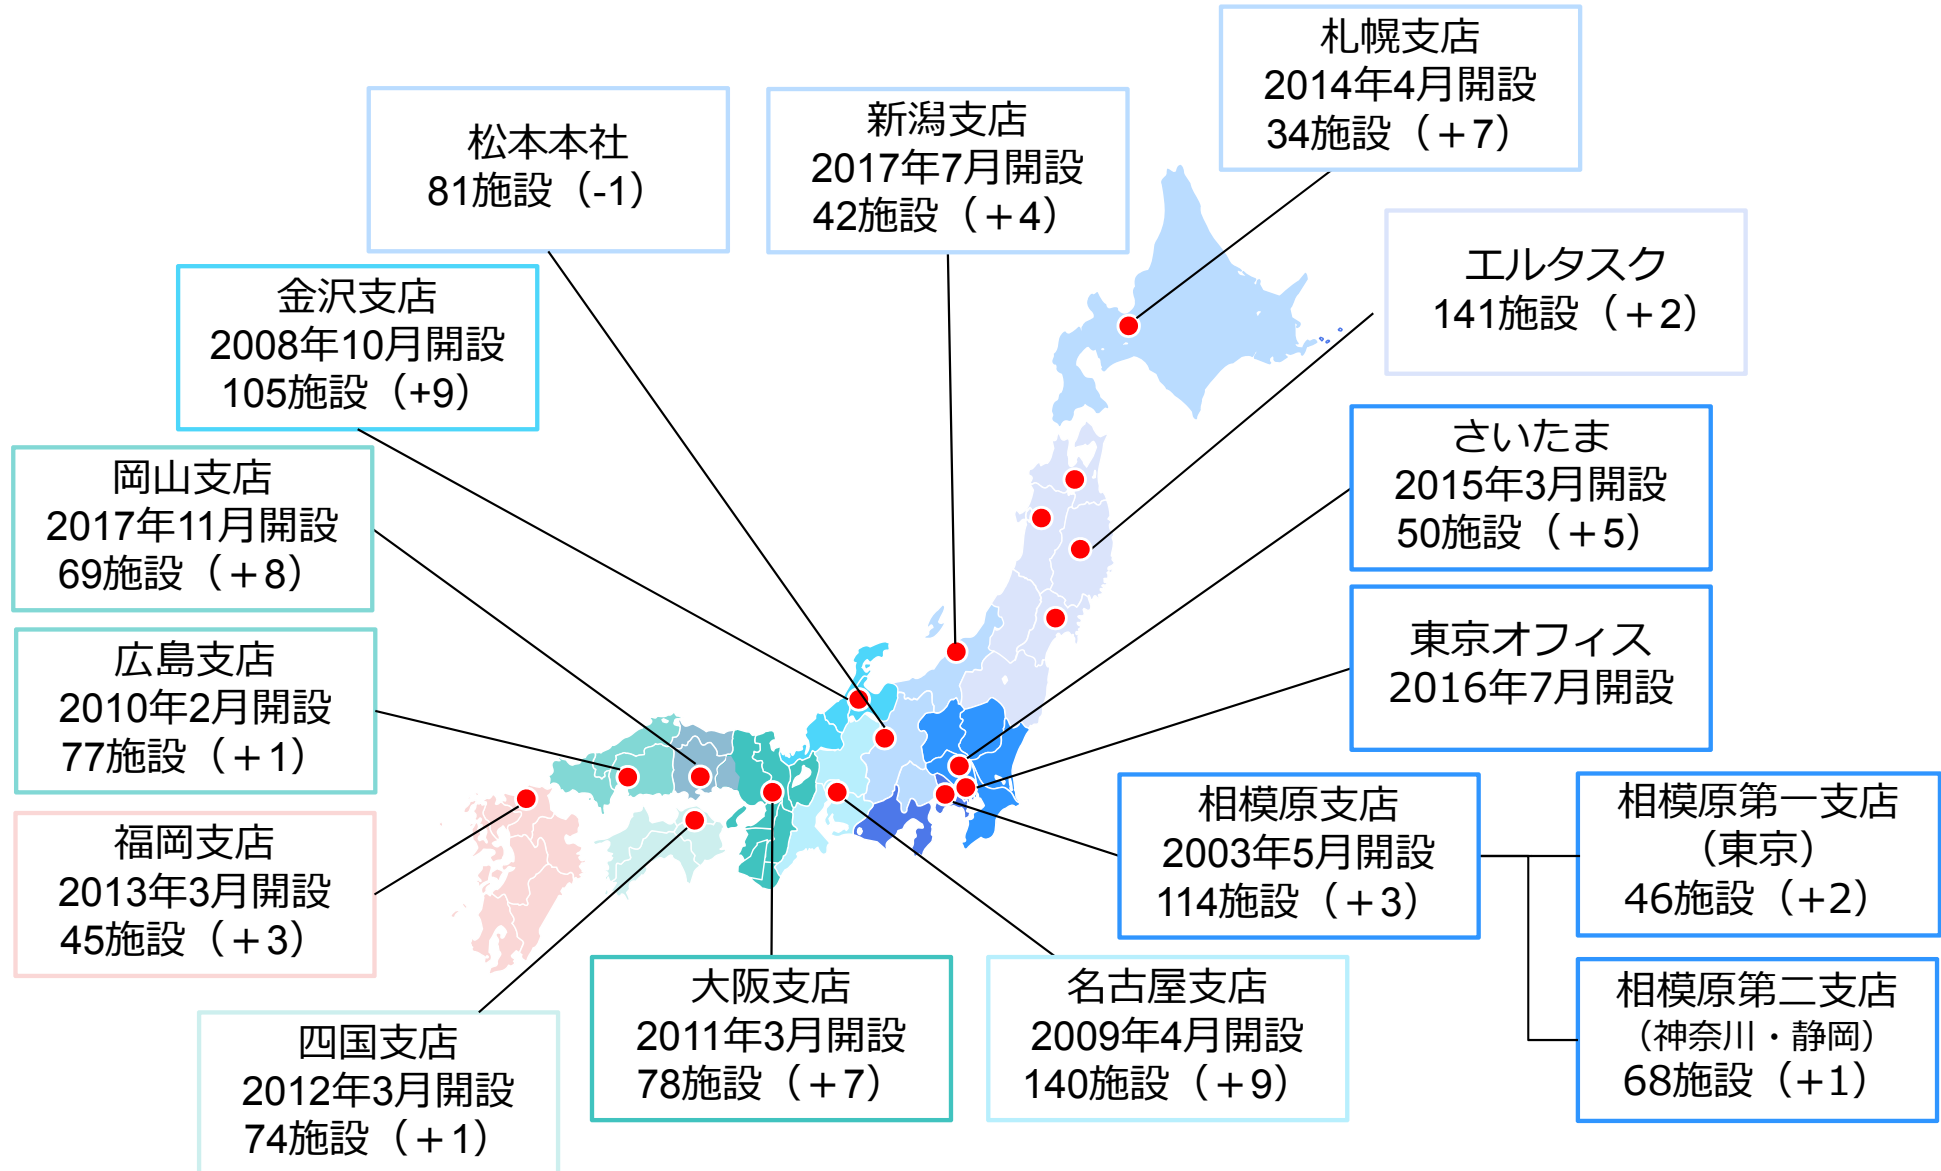 札幌支店
2014年4月開設
34施設（＋7）
松本本社
81施設（-1）
新潟支店
2017年7月開設
42施設（＋4）
エルタスク
141施設（＋2）
金沢支店
2008年10月開設
105施設（+9）
さいたま
2015年3月開設
50施設（＋5）
岡山支店
2017年11月開設
69施設（＋8）
東京オフィス
2016年7月開設
広島支店
2010年2月開設
77施設（＋1）
相模原支店
2003年5月開設
114施設（＋3）
相模原第一支店
（東京）
46施設（+2）
福岡支店
2013年3月開設
45施設（＋3）
大阪支店
2011年3月開設
78施設（＋7）
名古屋支店
2009年4月開設
140施設（＋9）
相模原第二支店
（神奈川・静岡）
68施設（+1）
四国支店
2012年3月開設
74施設（＋1）